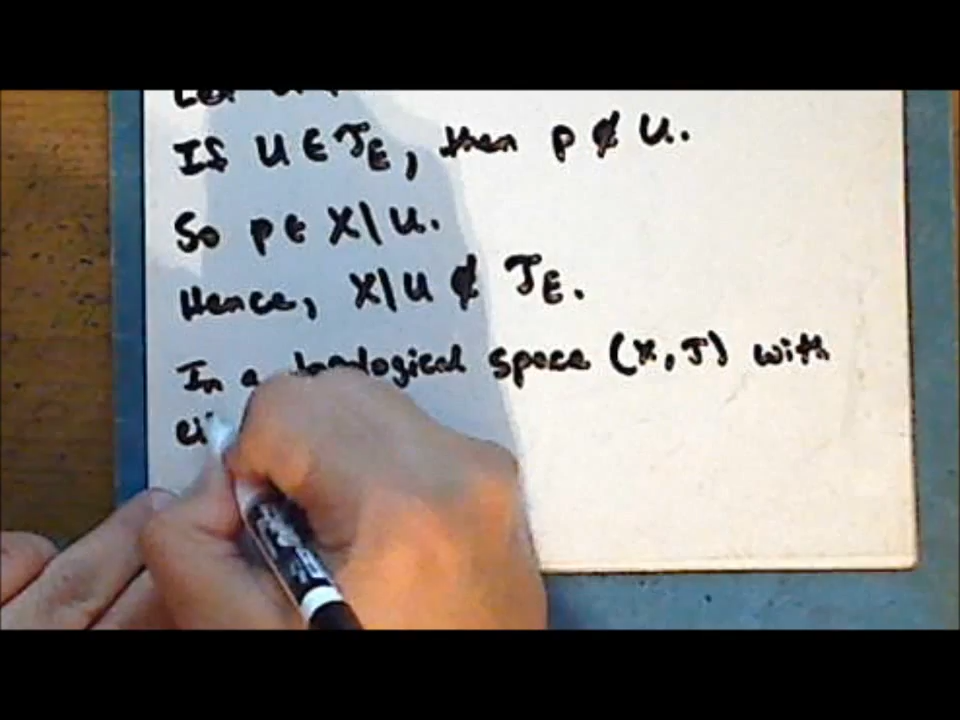 If U ∈ 𝒯_E, then p ∉ U.
So p ∈ X \ U.
Hence, X \ U ∉ 𝒯_E.
In a topological space (X, 𝒯) with